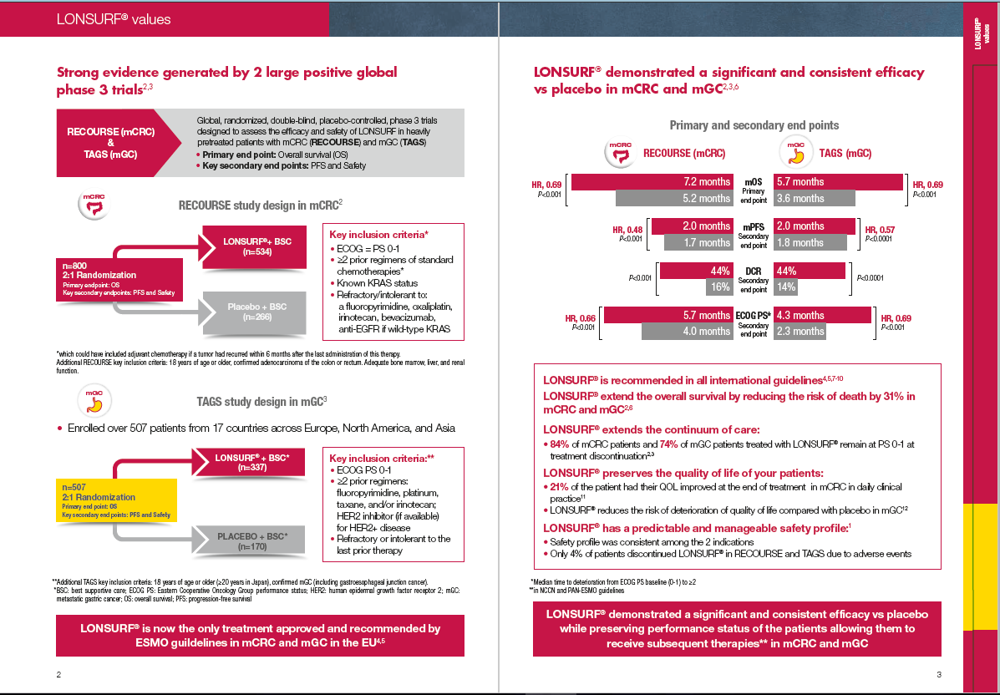 LONSURF® values
Strong evidence generated by 2 large positive global
phase 3 trials2,3
RECOURSE (mCRC)
&
TAGS (mGC)
Global, randomized, double-blind, placebo-controlled, phase 3 trials
designed to assess the efficacy and safety of LONSURF in heavily
pretreated patients with mCRC (RECOURSE) and mGC (TAGS)
• Primary end point: Overall survival (OS)
• Key secondary end points: PFS and Safety
mCRC
RECOURSE study design in mCRC2
n=800
2:1 Randomization
Primary endpoint: OS
Key secondary endpoints: PFS and Safety
LONSURF®+ BSC
(n=534)
Placebo + BSC
(n=266)
Key inclusion criteria*
• ECOG = PS 0-1
• ≥2 prior regimens of standard
chemotherapies*
• Known KRAS status
• Refractory/intolerant to:
a fluoropyrimidine, oxaliplatin,
irinotecan, bevacizumab,
anti-EGFR if wild-type KRAS
*which could have included adjuvant chemotherapy if a tumor had recurred within 6 months after the last administration of this therapy.
Additional RECOURSE key inclusion criteria: 18 years of age or older, confirmed adenocarcinoma of the colon or rectum. Adequate bone marrow, liver, and renal
function.
mGC
TAGS study design in mGC3
• Enrolled over 507 patients from 17 countries across Europe, North America, and Asia
n=507
2:1 Randomization
Primary end point: OS
Key secondary end points: PFS and Safety
LONSURF® + BSC*
(n=337)
PLACEBO + BSC*
(n=170)
Key inclusion criteria:**
• ECOG PS 0-1
• ≥2 prior regimens:
fluoropyrimidine, platinum,
taxane, and/or irinotecan;
HER2 inhibitor (if available)
for HER2+ disease
• Refractory or intolerant to the
last prior therapy
**Additional TAGS key inclusion criteria: 18 years of age or older (≥20 years in Japan), confirmed mGC (including gastroesophageal junction cancer).
*BSC: best supportive care; ECOG PS: Eastern Cooperative Oncology Group performance status; HER2: human epidermal growth factor receptor 2; mGC:
metastatic gastric cancer; OS: overall survival; PFS: progression-free survival
LONSURF® is now the only treatment approved and recommended by
ESMO guildelines in mCRC and mGC in the EU4,5
2
LONSURF® demonstrated a significant and consistent efficacy
vs placebo in mCRC and mGC2,3,6
Primary and secondary end points
mCRC
RECOURSE (mCRC)
mGC
TAGS (mGC)
HR, 0.69
P<0.001
7.2 months
5.2 months
mOS
Primary
end point
5.7 months
3.6 months
HR, 0.69
P<0.001
HR, 0.48
P<0.001
2.0 months
1.7 months
mPFS
Secondary
end point
2.0 months
1.8 months
HR, 0.57
P<0.0001
P<0.001
44%
16%
DCR
Secondary
end point
44%
14%
P<0.0001
HR, 0.66
P<0.001
5.7 months
4.0 months
ECOG PS*
Secondary
end point
4.3 months
2.3 months
HR, 0.69
P<0.001
LONSURF® is recommended in all international guidelines4,5,7-10
LONSURF® extend the overall survival by reducing the risk of death by 31% in
mCRC and mGC2,6
LONSURF® extends the continuum of care:
• 84% of mCRC patients and 74% of mGC patients treated with LONSURF® remain at PS 0-1 at
treatment discontinuation2,3
LONSURF® preserves the quality of life of your patients:
• 21% of the patient had their QOL improved at the end of treatment in mCRC in daily clinical
practice11
• LONSURF® reduces the risk of deterioration of quality of life compared with placebo in mGC12
LONSURF® has a predictable and manageable safety profile:1
• Safety profile was consistent among the 2 indications
• Only 4% of patients discontinued LONSURF® in RECOURSE and TAGS due to adverse events
*Median time to deterioration from ECOG PS baseline (0-1) to ≥2
**in NCCN and PAN-ESMO guidelines
LONSURF® demonstrated a significant and consistent efficacy vs placebo
while preserving performance status of the patients allowing them to
receive subsequent therapies** in mCRC and mGC
3
LONSURF®
values